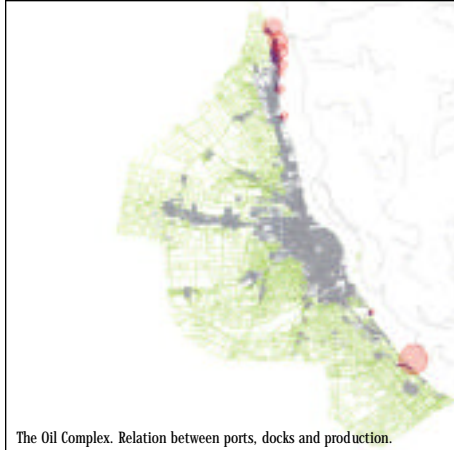 The Oil Complex. Relation between ports, docks and production.